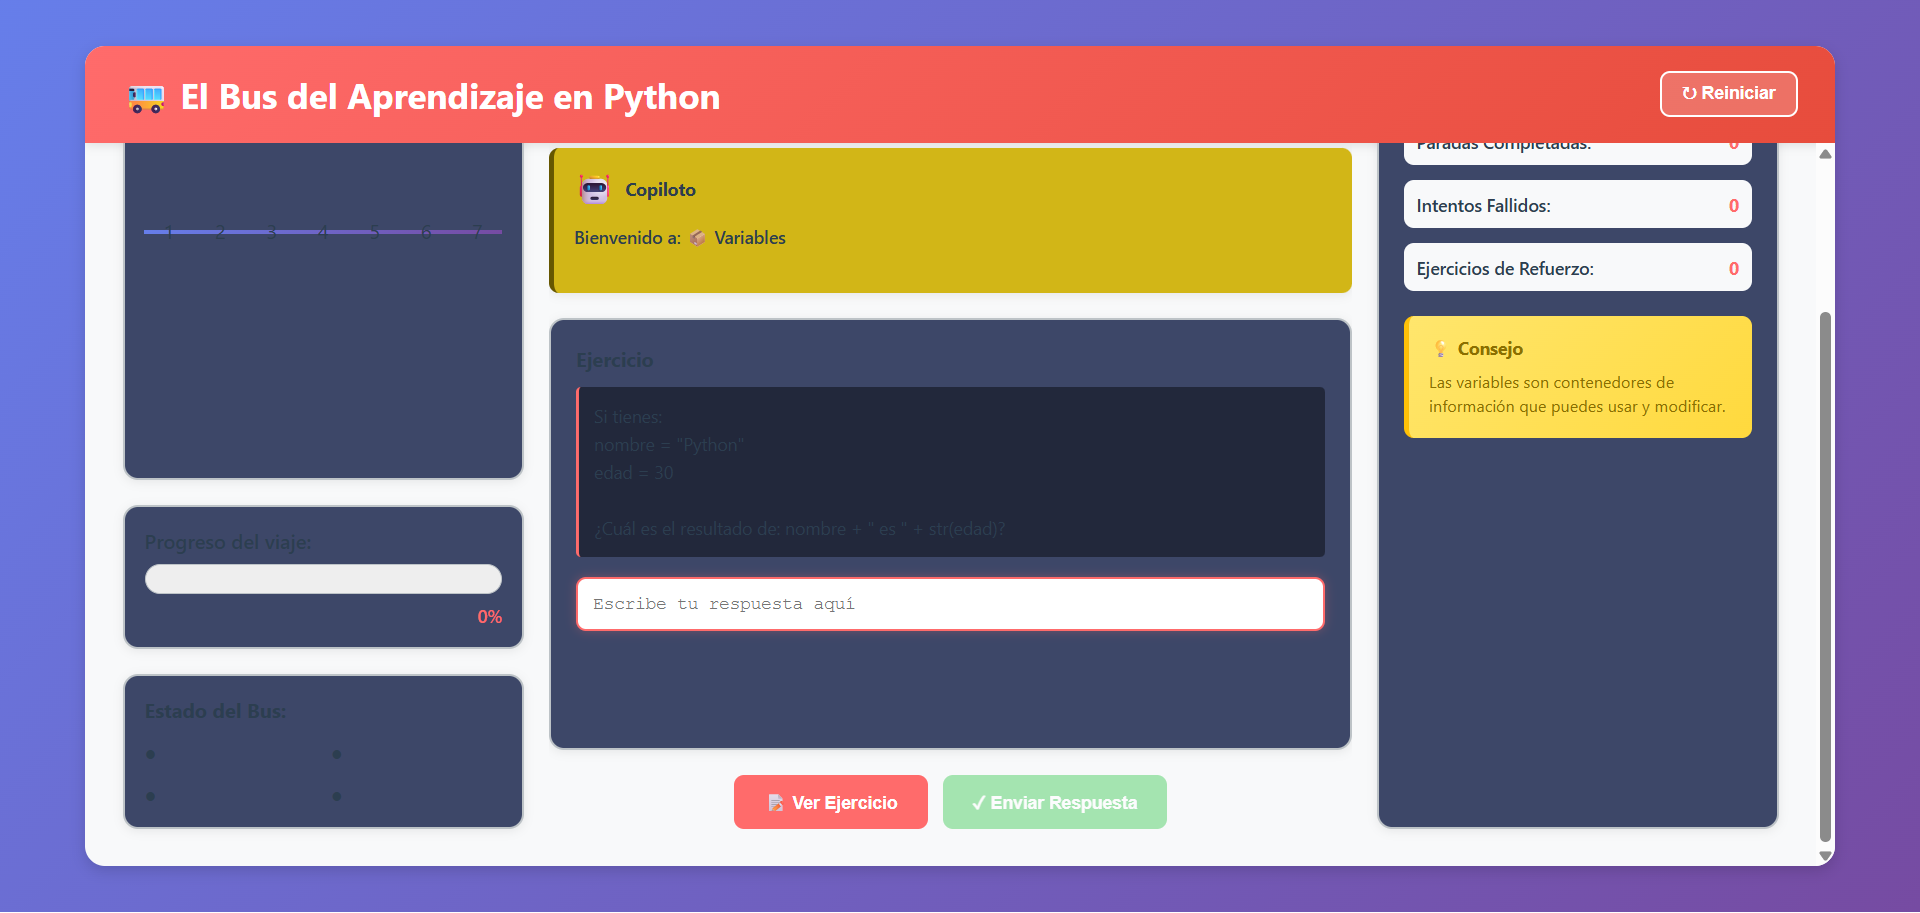 El Bus del Aprendizaje en Python
↻ Reiniciar
1 2 3 4 5 6 7
Progreso del viaje:
0%
Estado del Bus:
Copiloto
Bienvenido a: Variables
Ejercicio
Si tienes:
nombre = "Python"
edad = 30
¿Cuál es el resultado de: nombre + " es " + str(edad)?
Escribe tu respuesta aquí
Ver Ejercicio
✓ Enviar Respuesta
Paradas Completadas: 0
Intentos Fallidos: 0
Ejercicios de Refuerzo: 0
Consejo
Las variables son contenedores de
información que puedes usar y modificar.